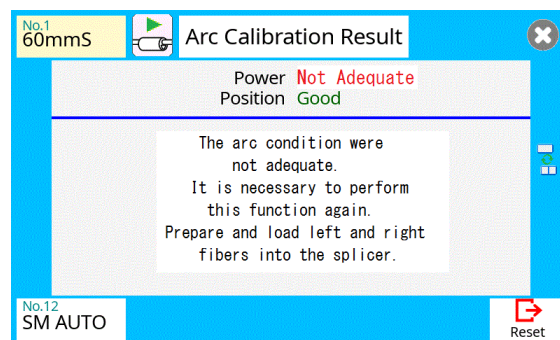 No.1
60mmS
Arc Calibration Result
Power Not Adequate
Position Good
The arc condition were
not adequate.
It is necessary to perform
this function again.
Prepare and load left and right
fibers into the splicer.
No.12
SM AUTO
Reset